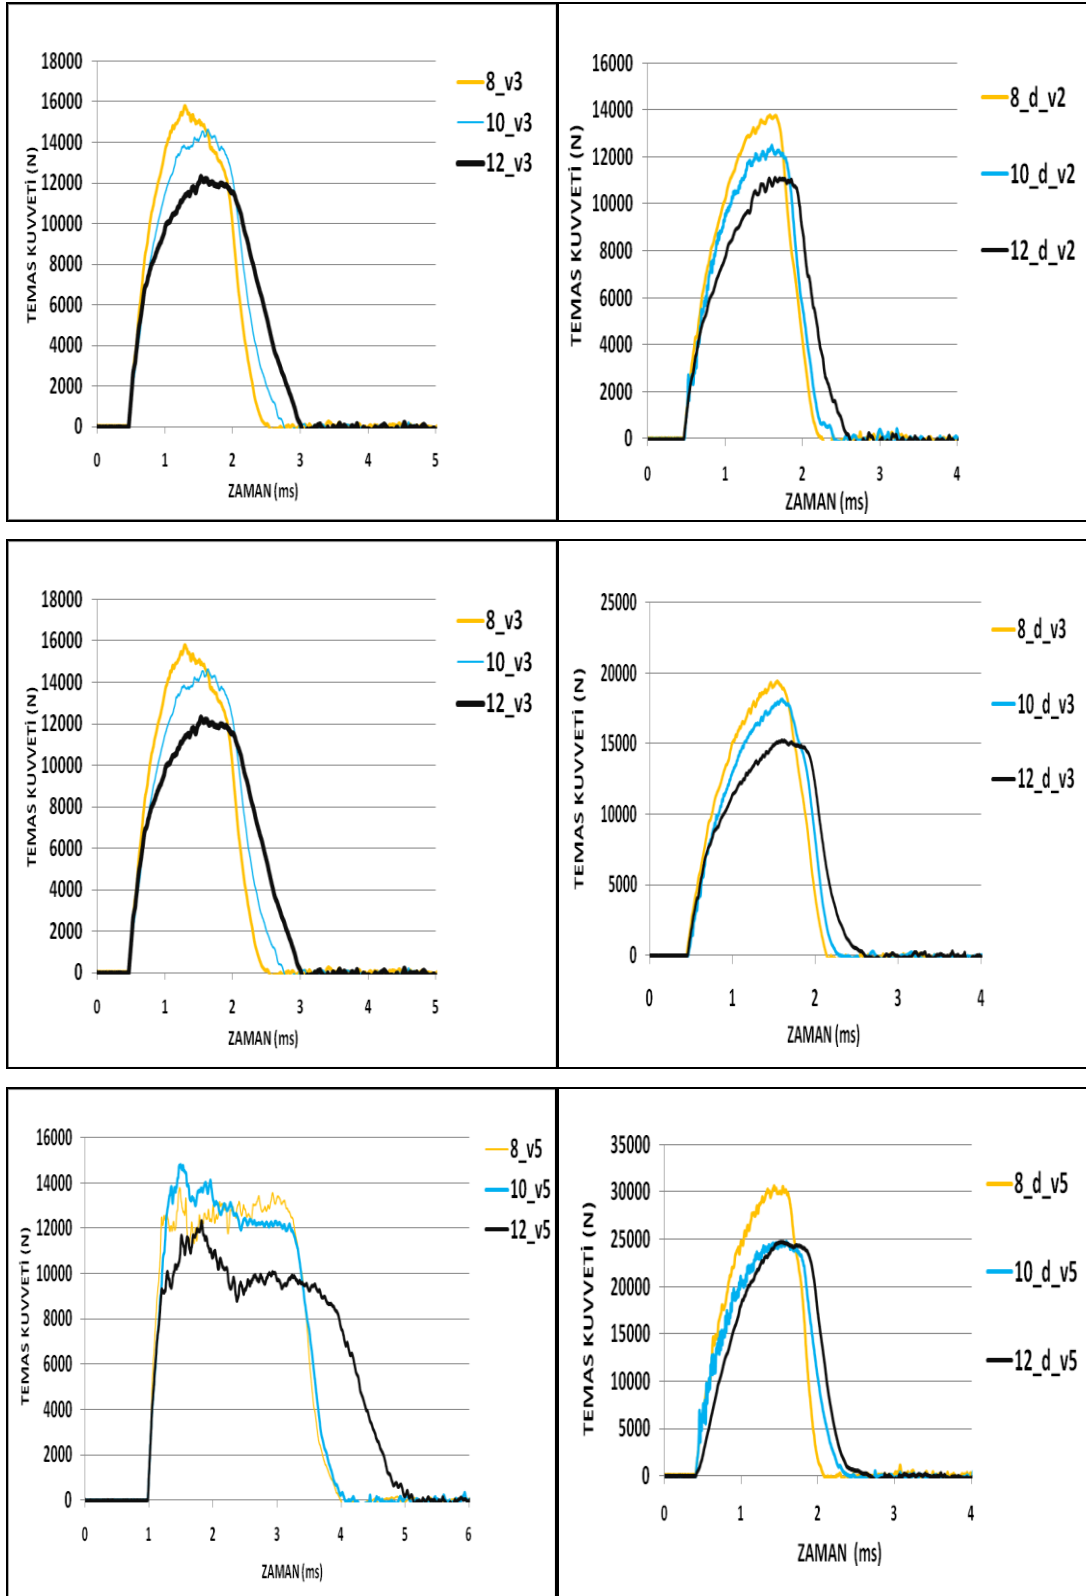 18000
16000
14000
12000
10000
8000
6000
4000
2000
0
TEMAS KUVVETİ (N)
0 1 2 3 4 5
ZAMAN (ms)
8_v3
10_v3
12_v3
16000
14000
12000
10000
8000
6000
4000
2000
0
TEMAS KUVVETİ (N)
0 1 2 3 4
ZAMAN (ms)
8_d_v2
10_d_v2
12_d_v2
18000
16000
14000
12000
10000
8000
6000
4000
2000
0
TEMAS KUVVETİ (N)
0 1 2 3 4 5
ZAMAN (ms)
8_v3
10_v3
12_v3
25000
20000
15000
10000
5000
0
TEMAS KUVVETİ (N)
0 1 2 3 4
ZAMAN (ms)
8_d_v3
10_d_v3
12_d_v3
16000
14000
12000
10000
8000
6000
4000
2000
0
TEMAS KUVVETİ (N)
0 1 2 3 4 5 6
ZAMAN (ms)
8_v5
10_v5
12_v5
35000
30000
25000
20000
15000
10000
5000
0
TEMAS KUVVETİ (N)
0 1 2 3 4
ZAMAN (ms)
8_d_v5
10_d_v5
12_d_v5